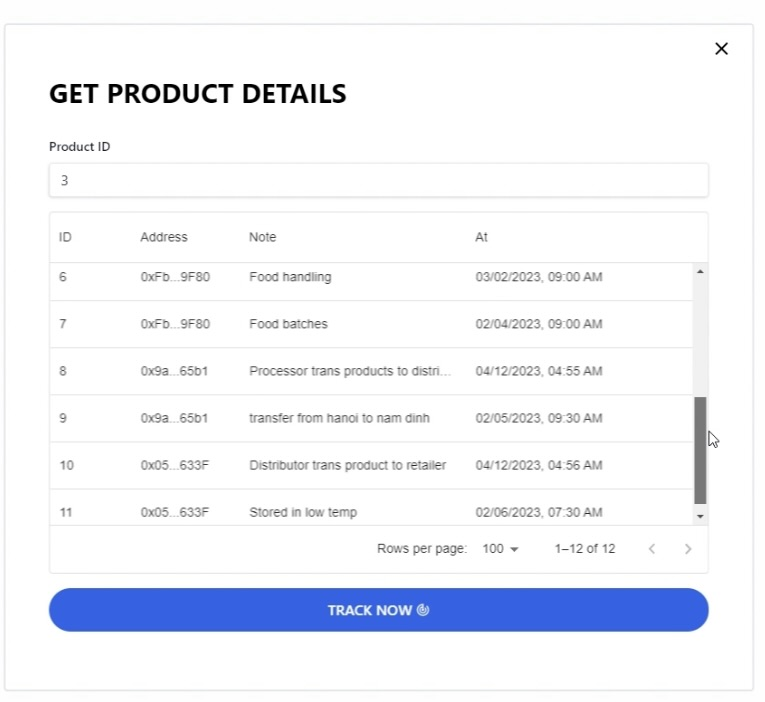 GET PRODUCT DETAILS
Product ID
3
ID Address Note At
6 0xFb...9F80 Food handling 03/02/2023, 09:00 AM
7 0xFb...9F80 Food batches 02/04/2023, 09:00 AM
8 0x9a...65b1 Processor trans products to distri... 04/12/2023, 04:55 AM
9 0x9a...65b1 transfer from hanoi to nam dinh 02/05/2023, 09:30 AM
10 0x05...633F Distributor trans product to retailer 04/12/2023, 04:56 AM
11 0x05...633F Stored in low temp 02/06/2023, 07:30 AM
Rows per page: 100 1–12 of 12
TRACK NOW